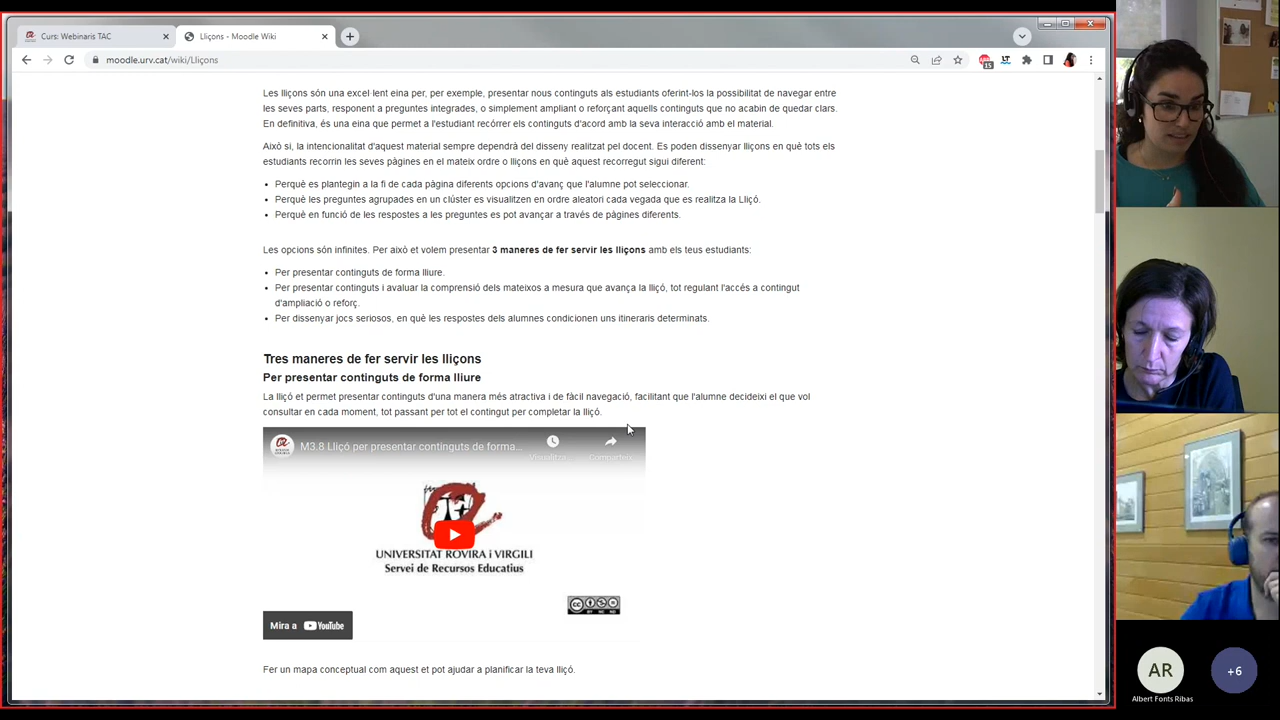 Curs: Webinaris TAC
Lliçons - Moodle Wiki
moodle.urv.cat/wiki/Lliçons
15
LT
Les lliçons són una excel·lent eina per, per exemple, presentar nous continguts als estudiants oferint-los la possibilitat de navegar entre
les seves parts, responent a preguntes integrades, o simplement ampliant o reforçant aquells continguts que no acabin de quedar clars.
En definitiva, és una eina que permet a l'estudiant recórrer els continguts d'acord amb la seva interacció amb el material.
Això si, la intencionalitat d'aquest material sempre dependrà del disseny realitzat pel docent. Es poden dissenyar lliçons en què tots els
estudiants recorrin les seves pàgines en el mateix ordre o lliçons en què aquest recorregut sigui diferent:
• Perquè es plantegin a la fi de cada pàgina diferents opcions d'avanç que l'alumne pot seleccionar.
• Perquè les preguntes agrupades en un clúster es visualitzen en ordre aleatori cada vegada que es realitza la Lliçó.
• Perquè en funció de les respostes a les preguntes es pot avançar a través de pàgines diferents.
Les opcions són infinites. Per això et volem presentar 3 maneres de fer servir les lliçons amb els teus estudiants:
• Per presentar continguts de forma lliure.
• Per presentar continguts i avaluar la comprensió dels mateixos a mesura que avança la lliçó, tot regulant l'accés a contingut
d'ampliació o reforç.
• Per dissenyar jocs seriosos, en què les respostes dels alumnes condicionen uns itineraris determinats.
Tres maneres de fer servir les lliçons
Per presentar continguts de forma lliure
La lliçó et permet presentar continguts d'una manera més atractiva i de fàcil navegació, facilitant que l'alumne decideixi el que vol
consultar en cada moment, tot passant per tot el contingut per completar la lliçó.
M3.8 Lliçó per presentar continguts de forma...
Visualitza... Comparteix
UNIVERSITAT ROVIRA i VIRGILI
Servei de Recursos Educatius
cc
BY NC ND
Mira a YouTube
Fer un mapa conceptual com aquest et pot ajudar a planificar la teva lliçó.
AR
+6
Albert Fonts Ribas